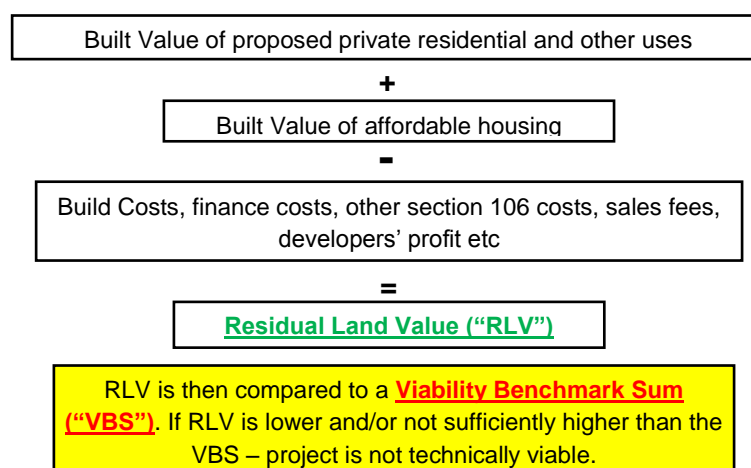 Built Value of proposed private residential and other uses
+
Built Value of affordable housing
-
Build Costs, finance costs, other section 106 costs, sales fees,
developers’ profit etc
=
Residual Land Value (“RLV”)
RLV is then compared to a Viability Benchmark Sum
(“VBS”). If RLV is lower and/or not sufficiently higher than the
VBS – project is not technically viable.